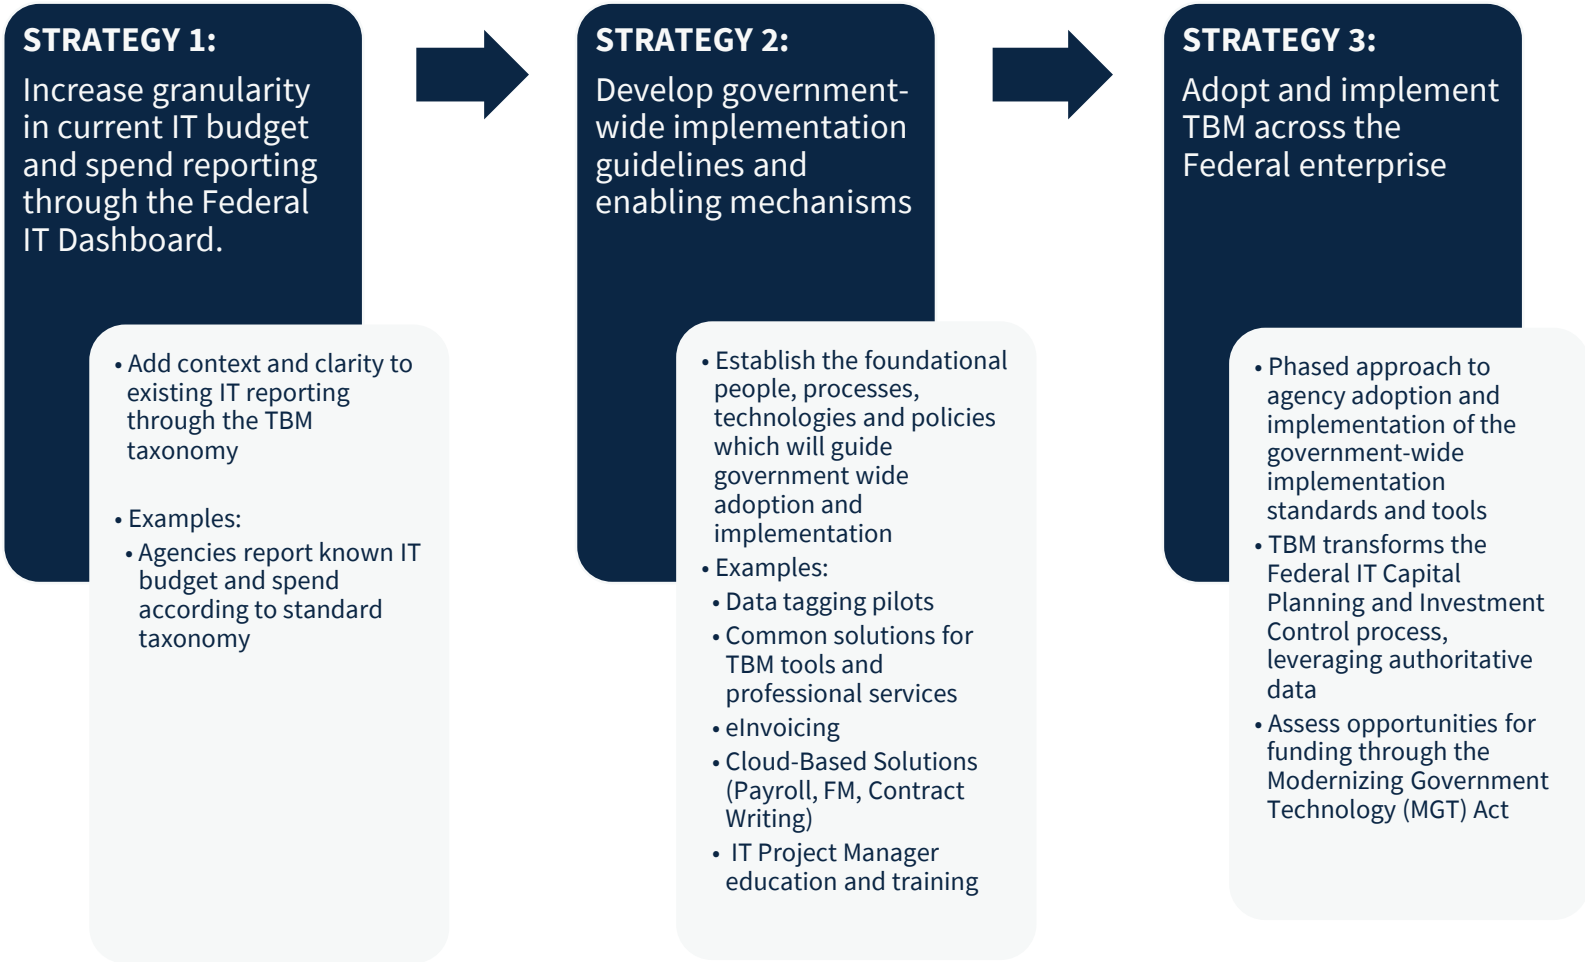 STRATEGY 1:
Increase granularity
in current IT budget
and spend reporting
through the Federal
IT Dashboard.
• Add context and clarity to
existing IT reporting
through the TBM
taxonomy
• Examples:
• Agencies report known IT
budget and spend
according to standard
taxonomy
STRATEGY 2:
Develop government-
wide implementation
guidelines and
enabling mechanisms
• Establish the foundational
people, processes,
technologies and policies
which will guide
government wide
adoption and
implementation
• Examples:
• Data tagging pilots
• Common solutions for
TBM tools and
professional services
• eInvoicing
• Cloud-Based Solutions
(Payroll, FM, Contract
Writing)
• IT Project Manager
education and training
STRATEGY 3:
Adopt and implement
TBM across the
Federal enterprise
• Phased approach to
agency adoption and
implementation of the
government-wide
implementation
standards and tools
• TBM transforms the
Federal IT Capital
Planning and Investment
Control process,
leveraging authoritative
data
• Assess opportunities for
funding through the
Modernizing Government
Technology (MGT) Act